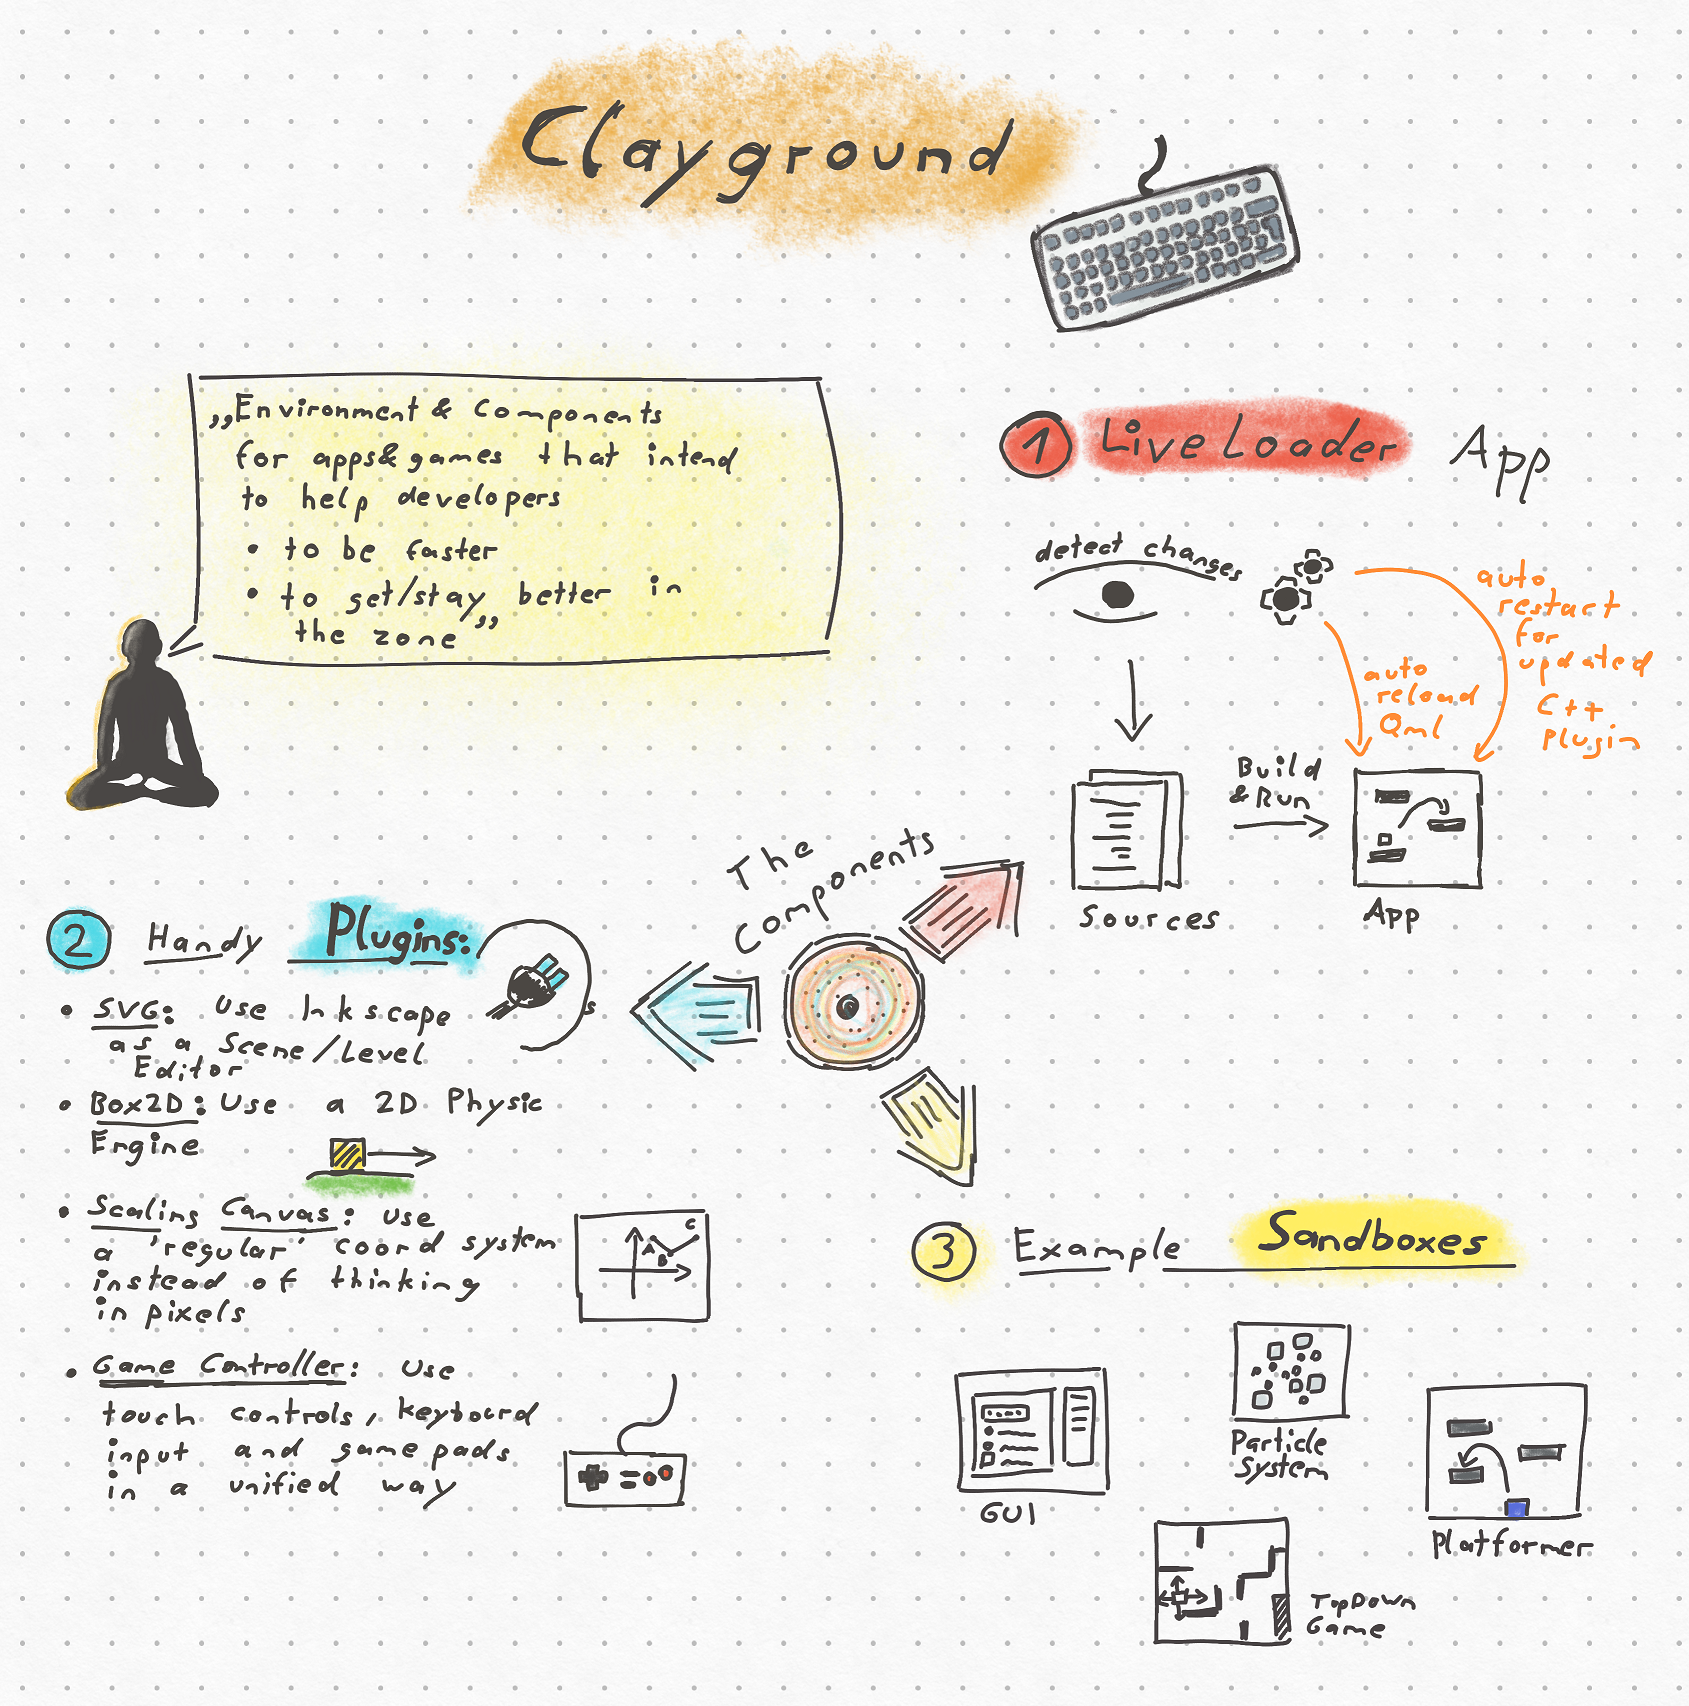 Clayground
„Environment & Components
for apps&games that intend
to help developers
• to be faster
• to get/stay better in
the zone”
1 LiveLoader App
detect changes
auto
restart
for
updated
C++
plugin
auto
reload
Qml
Build
& Run
Sources
App
The
Components
2 Handy Plugins:
s
• SVG: Use Inkscape
as a Scene/Level
Editor
• Box2D: Use a 2D Physic
Engine
• Scaling Canvas: Use
a 'regular' coord system
instead of thinking
in pixels
A B C
• Game Controller: Use
touch controls, keyboard
input and gamepads
in a unified way
3 Example Sandboxes
GUI
Particle
System
Platformer
TopDown
Game